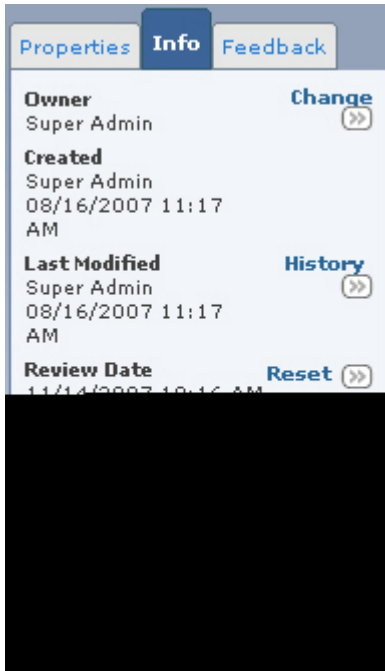 Properties Info Feedback
Owner Change
Super Admin
Created
Super Admin
08/16/2007 11:17
AM
Last Modified History
Super Admin
08/16/2007 11:17
AM
Review Date Reset